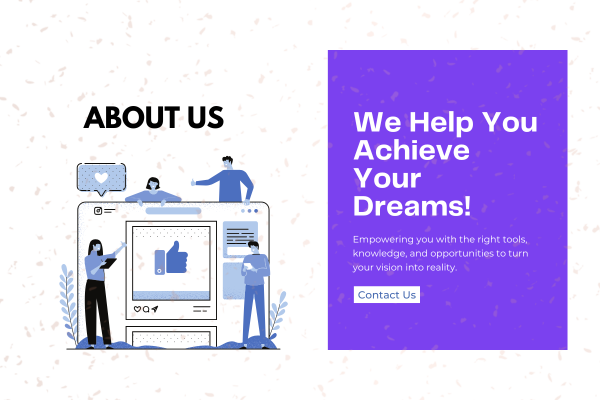 ABOUT US
We Help You
Achieve
Your
Dreams!
Empowering you with the right tools,
knowledge, and opportunities to turn
your vision into reality.
Contact Us